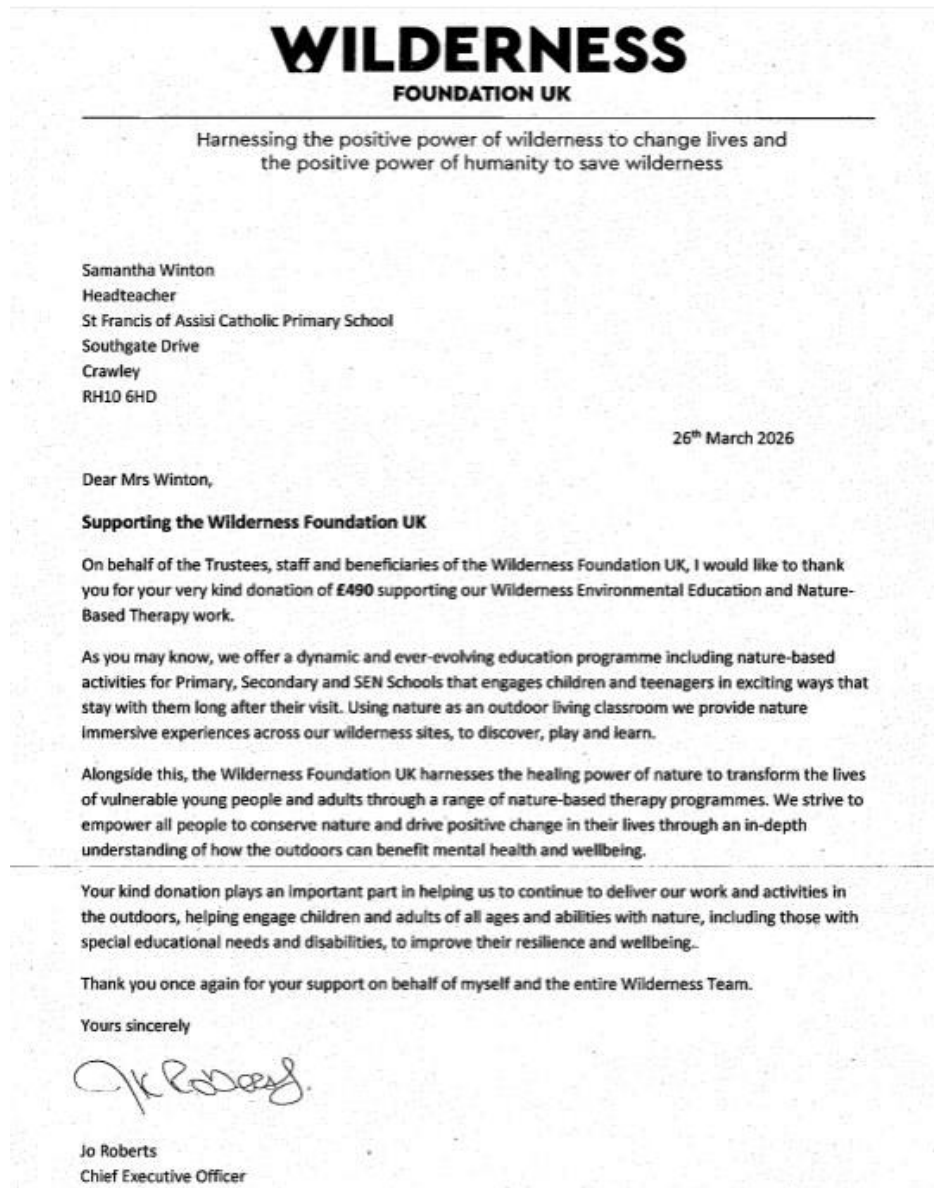 WILDERNESS
FOUNDATION UK
Harnessing the positive power of wilderness to change lives and
the positive power of humanity to save wilderness
Samantha Winton
Headteacher
St Francis of Assisi Catholic Primary School
Southgate Drive
Crawley
RH10 6HD
26th March 2026
Dear Mrs Winton,
Supporting the Wilderness Foundation UK
On behalf of the Trustees, staff and beneficiaries of the Wilderness Foundation UK, I would like to thank
you for your very kind donation of £490 supporting our Wilderness Environmental Education and Nature-
Based Therapy work.
As you may know, we offer a dynamic and ever-evolving education programme including nature-based
activities for Primary, Secondary and SEN Schools that engages children and teenagers in exciting ways that
stay with them long after their visit. Using nature as an outdoor living classroom we provide nature
immersive experiences across our wilderness sites, to discover, play and learn.
Alongside this, the Wilderness Foundation UK harnesses the healing power of nature to transform the lives
of vulnerable young people and adults through a range of nature-based therapy programmes. We strive to
empower all people to conserve nature and drive positive change in their lives through an in-depth
understanding of how the outdoors can benefit mental health and wellbeing.
Your kind donation plays an important part in helping us to continue to deliver our work and activities in
the outdoors, helping engage children and adults of all ages and abilities with nature, including those with
special educational needs and disabilities, to improve their resilience and wellbeing..
Thank you once again for your support on behalf of myself and the entire Wilderness Team.
Yours sincerely
JK Roberts.
Jo Roberts
Chief Executive Officer